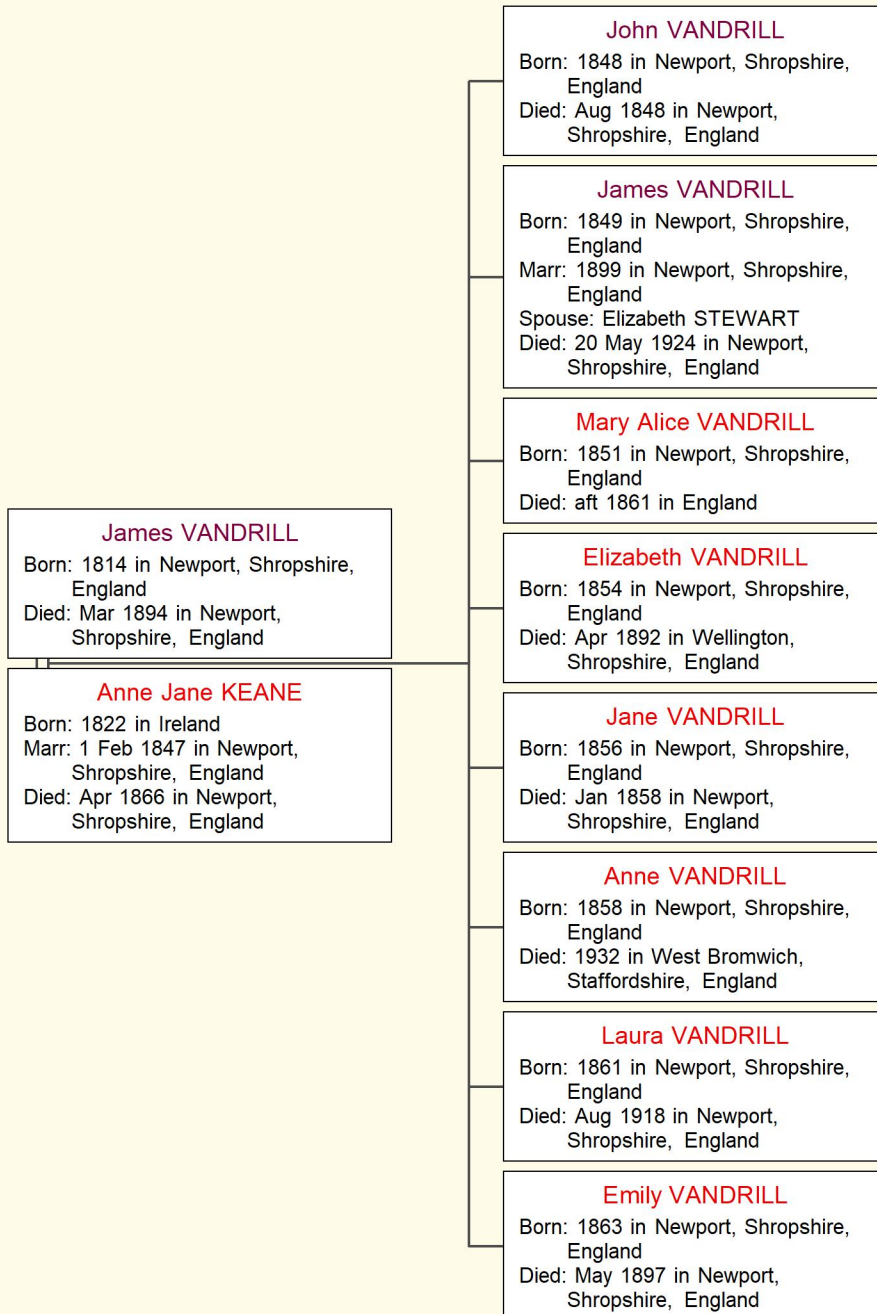 James VANDRILL
Born: 1814 in Newport, Shropshire,
England
Died: Mar 1894 in Newport,
Shropshire, England
Anne Jane KEANE
Born: 1822 in Ireland
Marr: 1 Feb 1847 in Newport,
Shropshire, England
Died: Apr 1866 in Newport,
Shropshire, England
John VANDRILL
Born: 1848 in Newport, Shropshire,
England
Died: Aug 1848 in Newport,
Shropshire, England
James VANDRILL
Born: 1849 in Newport, Shropshire,
England
Marr: 1899 in Newport, Shropshire,
England
Spouse: Elizabeth STEWART
Died: 20 May 1924 in Newport,
Shropshire, England
Mary Alice VANDRILL
Born: 1851 in Newport, Shropshire,
England
Died: aft 1861 in England
Elizabeth VANDRILL
Born: 1854 in Newport, Shropshire,
England
Died: Apr 1892 in Wellington,
Shropshire, England
Jane VANDRILL
Born: 1856 in Newport, Shropshire,
England
Died: Jan 1858 in Newport,
Shropshire, England
Anne VANDRILL
Born: 1858 in Newport, Shropshire,
England
Died: 1932 in West Bromwich,
Staffordshire, England
Laura VANDRILL
Born: 1861 in Newport, Shropshire,
England
Died: Aug 1918 in Newport,
Shropshire, England
Emily VANDRILL
Born: 1863 in Newport, Shropshire,
England
Died: May 1897 in Newport,
Shropshire, England